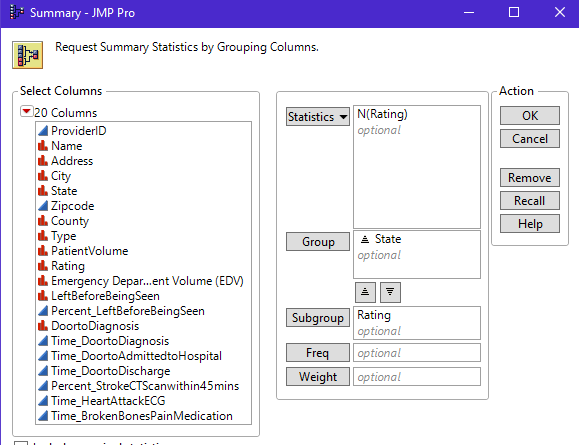 Summary - JMP Pro
Request Summary Statistics by Grouping Columns.
Select Columns
20 Columns
ProviderID
Name
Address
City
State
Zipcode
County
Type
PatientVolume
Rating
Emergency Depar...ent Volume (EDV)
LeftBeforeBeingSeen
Percent_LeftBeforeBeingSeen
DoortoDiagnosis
Time_DoortoDiagnosis
Time_DoortoAdmittedtoHospital
Time_DoortoDischarge
Percent_StrokeCTScanwithin45mins
Time_HeartAttackECG
Time_BrokenBonesPainMedication
Statistics
N(Rating)
optional
Group
State
optional
Subgroup
Rating
optional
Freq
optional
Weight
optional
Action
OK
Cancel
Remove
Recall
Help